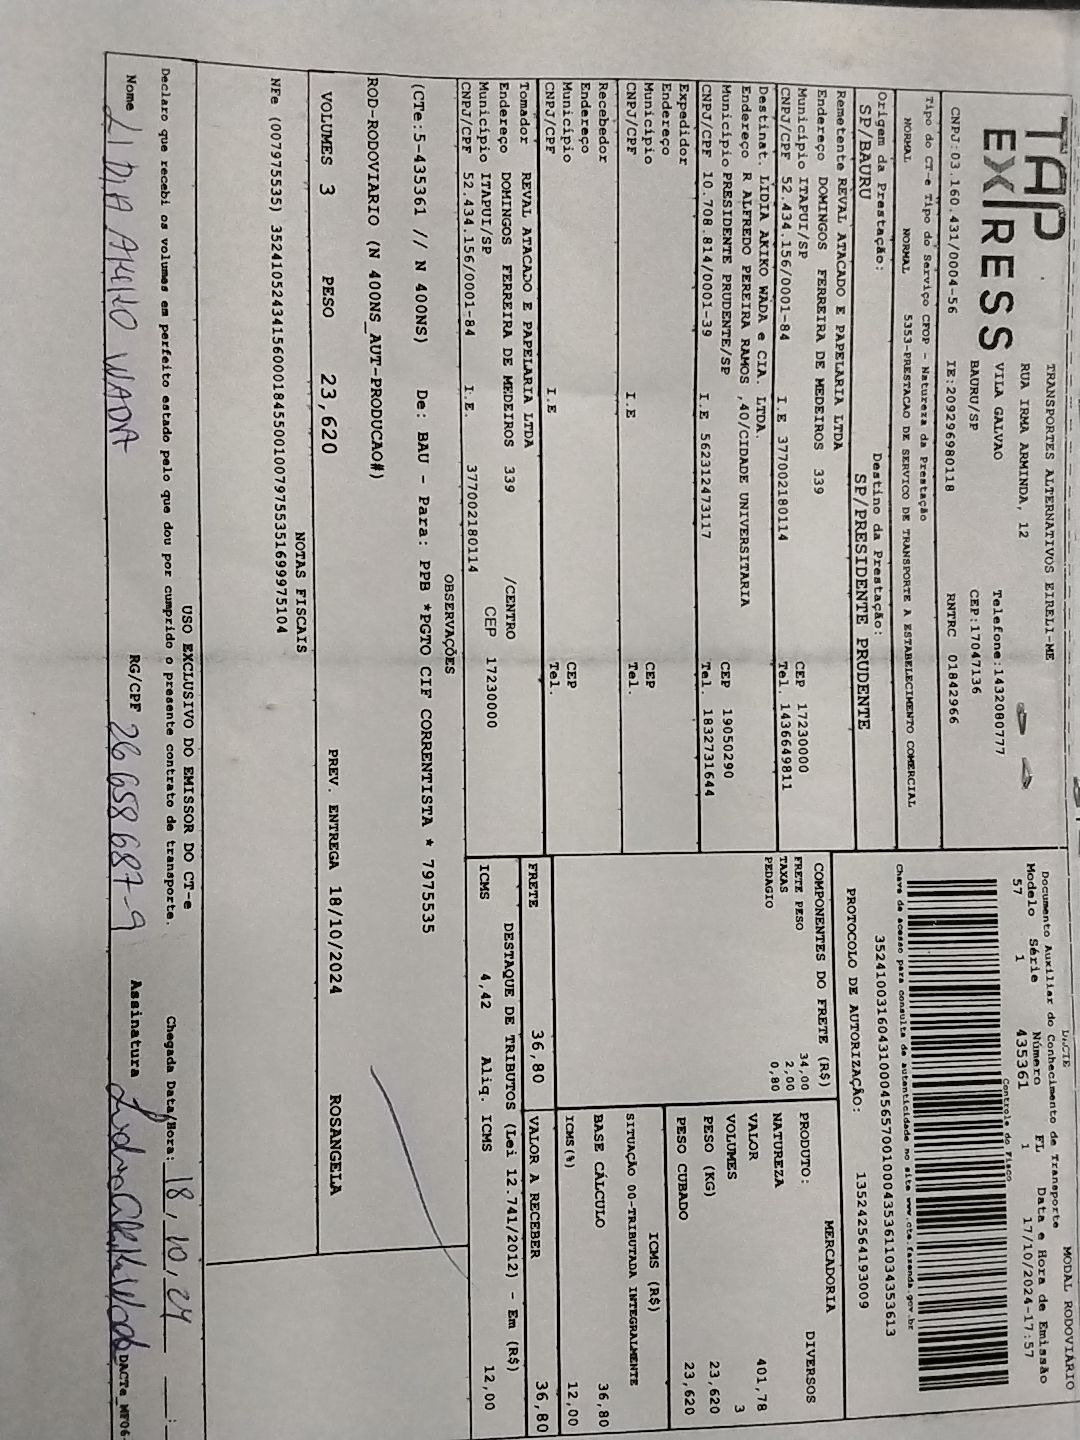 TAP
EXPRESS
TRANSPORTES ALTERNATIVOS EIRELI-ME
RUA IRMA ARMINDA, 12
VILA GALVAO Telefone:1432080777
BAURU/SP CEP:17047136
CNPJ:03.160.431/0004-56 IE:209296980118 RNTRC 01842966
Tipo do CT-e Tipo do Serviço CFOP - Natureza da Prestação
NORMAL NORMAL 5353-PRESTACAO DE SERVICO DE TRANSPORTE A ESTABELECIMENTO COMERCIAL
Origem da Prestação: Destino da Prestação:
SP/BAURU SP/PRESIDENTE PRUDENTE
Remetente REVAL ATACADO E PAPELARIA LTDA
Endereço DOMINGOS FERREIRA DE MEDEIROS 339
Município ITAPUI/SP CEP 17230000
CNPJ/CPF 52.434.156/0001-84 I.E 377002180114 Tel. 1436649811
Destinat. LIDIA AKIKO WADA e CIA. LTDA.
Endereço R ALFREDO PEREIRA RAMOS ,40/CIDADE UNIVERSITARIA
Município PRESIDENTE PRUDENTE/SP CEP 19050290
CNPJ/CPF 10.708.814/0001-39 I.E 562312473117 Tel. 1832731644
Expedidor
Endereço
Município CEP
CNPJ/CPF I.E Tel.
Recebedor
Endereço
Município CEP
CNPJ/CPF I.E Tel.
Tomador REVAL ATACADO E PAPELARIA LTDA
Endereço DOMINGOS FERREIRA DE MEDEIROS 339 /CENTRO
Município ITAPUI/SP CEP 17230000
CNPJ/CPF 52.434.156/0001-84 I.E. 377002180114
MODAL RODOVIÁRIO
Documento Auxiliar do Conhecimento de Transporte
Modelo Série Número FL Data e Hora de Emissão
57 1 435361 1 17/10/2024-17:57
Controle do Fisco
Chave de acesso para consulta de autenticidade no site www.cte.fazenda.gov.br
35241003160431000456570010004353611034353613
PROTOCOLO DE AUTORIZAÇÃO: 135242564193009
COMPONENTES DO FRETE (R$)
FRETE PESO 34,00
TAXAS 2,00
PEDAGIO 0,80
MERCADORIA
PRODUTO: DIVERSOS
NATUREZA
VALOR 401,78
VOLUMES 3
PESO (KG) 23,620
PESO CUBADO 23,620
ICMS (R$)
SITUAÇÃO 00-TRIBUTADA INTEGRALMENTE
BASE CÁLCULO 36,80
ICMS(%) 12,00
FRETE 36,80 VALOR A RECEBER 36,80
DESTAQUE DE TRIBUTOS (Lei 12.741/2012) - Em (R$)
ICMS 4,42 Aliq. ICMS 12,00
OBSERVAÇÕES
(CTe:5-435361 // N 400NS) De: BAU - Para: PPB *PGTO CIF CORRENTISTA * 7975535
ROD-RODOVIARIO (N 400NS_AUT-PRODUCAO#)
VOLUMES 3 PESO 23,620 PREV. ENTREGA 18/10/2024 ROSANGELA
NOTAS FISCAIS
NFe (007975535) 35241052434156000184550010079755351699975104
USO EXCLUSIVO DO EMISSOR DO CT-e
Declaro que recebi os volumes em perfeito estado pelo que dou por cumprido o presente contrato de transporte. Chegada Data/Hora: 18/10/24 :
Nome LIDIA AKIKO WADA RG/CPF 26 658 687-9 Assinatura Lidia Akiko Wada